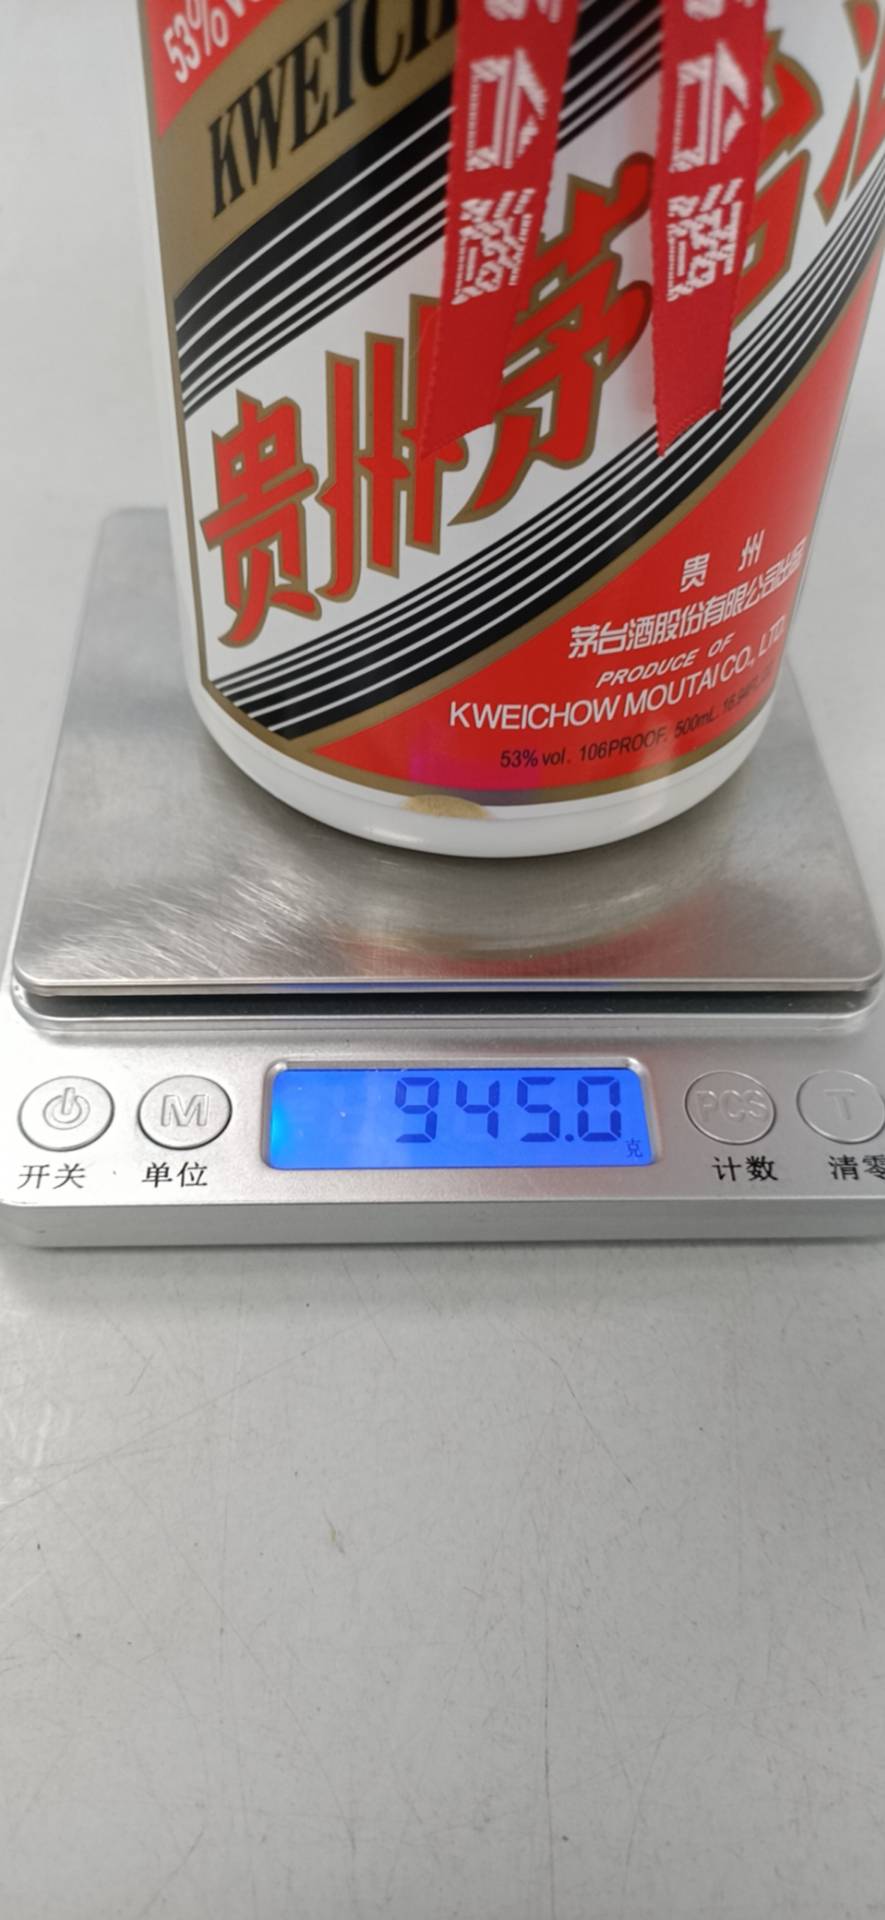 53%
KWEICH
贵州茅台酒
贵 州
茅台酒股份有限公司出品
PRODUCE OF
KWEICHOW MOUTAI CO., LTD
53% vol. 106PROOF. 500mL.
945.0
克
M
PCS
T
开关
单位
计数
清零